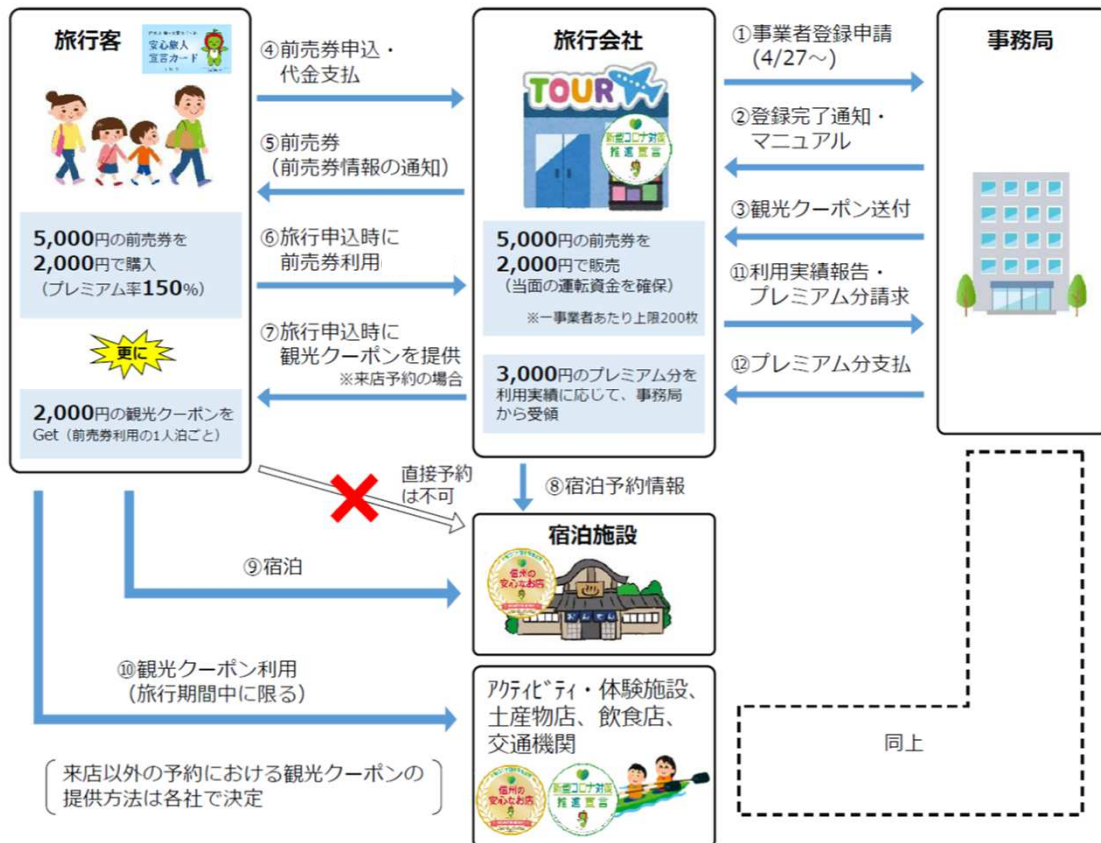 旅行客
安心旅人
宣言カード
④前売券申込・
代金支払
⑤前売券
(前売券情報の通知)
⑥旅行申込時に
前売券利用
⑦旅行申込時に
観光クーポンを提供
※来店予約の場合
5,000円の前売券を
2,000円で購入
(プレミアム率150%)
更に
2,000円の観光クーポンを
Get(前売券利用の1人泊ごと)
旅行会社
TOUR
新型コロナ対策
推進宣言
5,000円の前売券を
2,000円で販売
(当面の運転資金を確保)
※一事業者あたり上限200枚
3,000円のプレミアム分を
利用実績に応じて、事務局
から受領
①事業者登録申請
(4/27~)
②登録完了通知・
マニュアル
③観光クーポン送付
⑪利用実績報告・
プレミアム分請求
⑫プレミアム分支払
事務局
直接予約
は不可
⑧宿泊予約情報
宿泊施設
信州の
安心なお店
おんせん
⑨宿泊
⑩観光クーポン利用
(旅行期間中に限る)
アクティビティ・体験施設、
土産物店、飲食店、
交通機関
信州の
安心なお店
新型コロナ対策
推進宣言
同上
来店以外の予約における観光クーポンの
提供方法は各社で決定